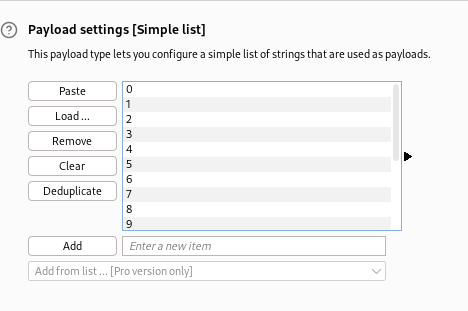 Payload settings [Simple list]
This payload type lets you configure a simple list of strings that are used as payloads.
Paste
Load ...
Remove
Clear
Deduplicate
0
1
2
3
4
5
6
7
8
9
Add
Enter a new item
Add from list ... [Pro version only]